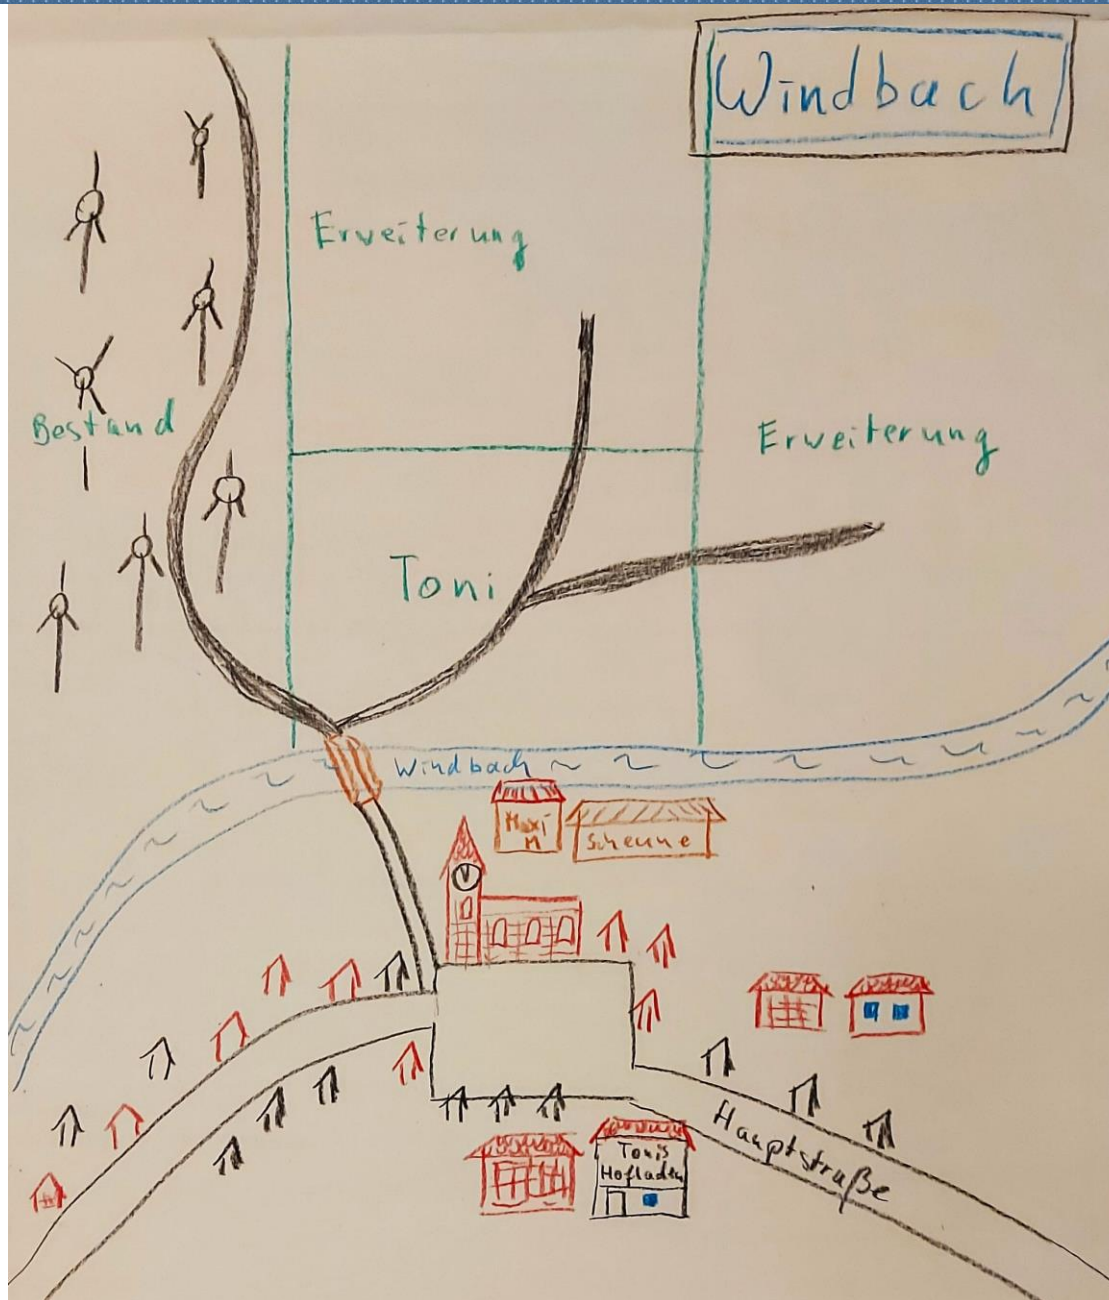 Windbach
Erweiterung
Bestand
Erweiterung
Toni
Windbach
Maxi
M
Scheune
Tonis
Hofladen
Hauptstraße